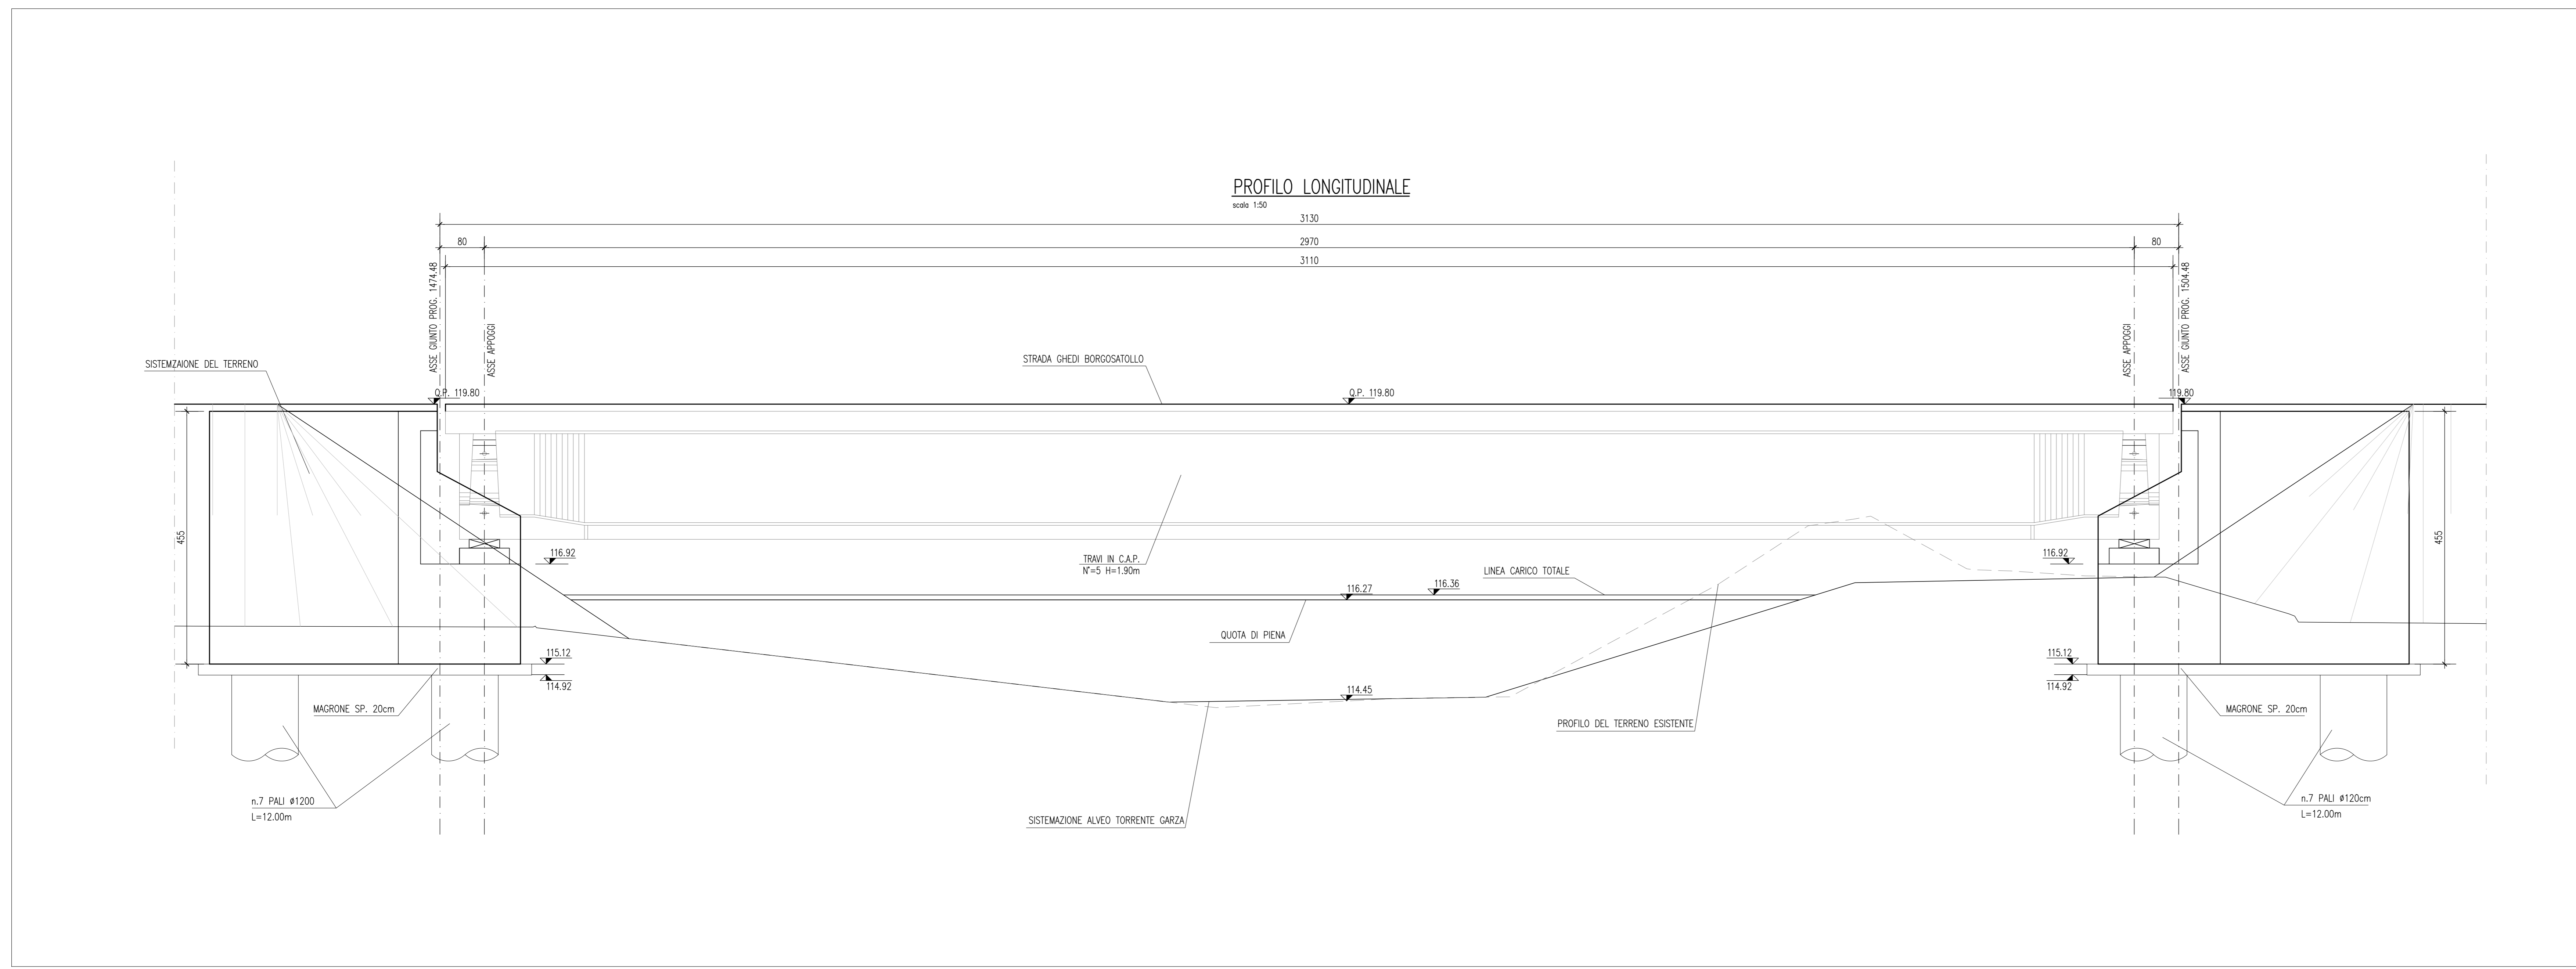 PROFILO LONGITUDINALE
scala 1:50
3130
80
2970
80
3110
ASSE GIUNTO PROG. 1474.48
ASSE APPOGGI
ASSE APPOGGI
ASSE GIUNTO PROG. 1504.48
SISTEMZAIONE DEL TERRENO
STRADA GHEDI BORGOSATOLLO
Q.P. 119.80
Q.P. 119.80
119.80
455
455
116.92
TRAVI IN C.A.P.
N°=5 H=1.90m
116.92
LINEA CARICO TOTALE
116.27
116.36
QUOTA DI PIENA
115.12
114.92
115.12
114.92
114.45
MAGRONE SP. 20cm
MAGRONE SP. 20cm
PROFILO DEL TERRENO ESISTENTE
n.7 PALI ø1200
L=12.00m
n.7 PALI ø120cm
L=12.00m
SISTEMAZIONE ALVEO TORRENTE GARZA